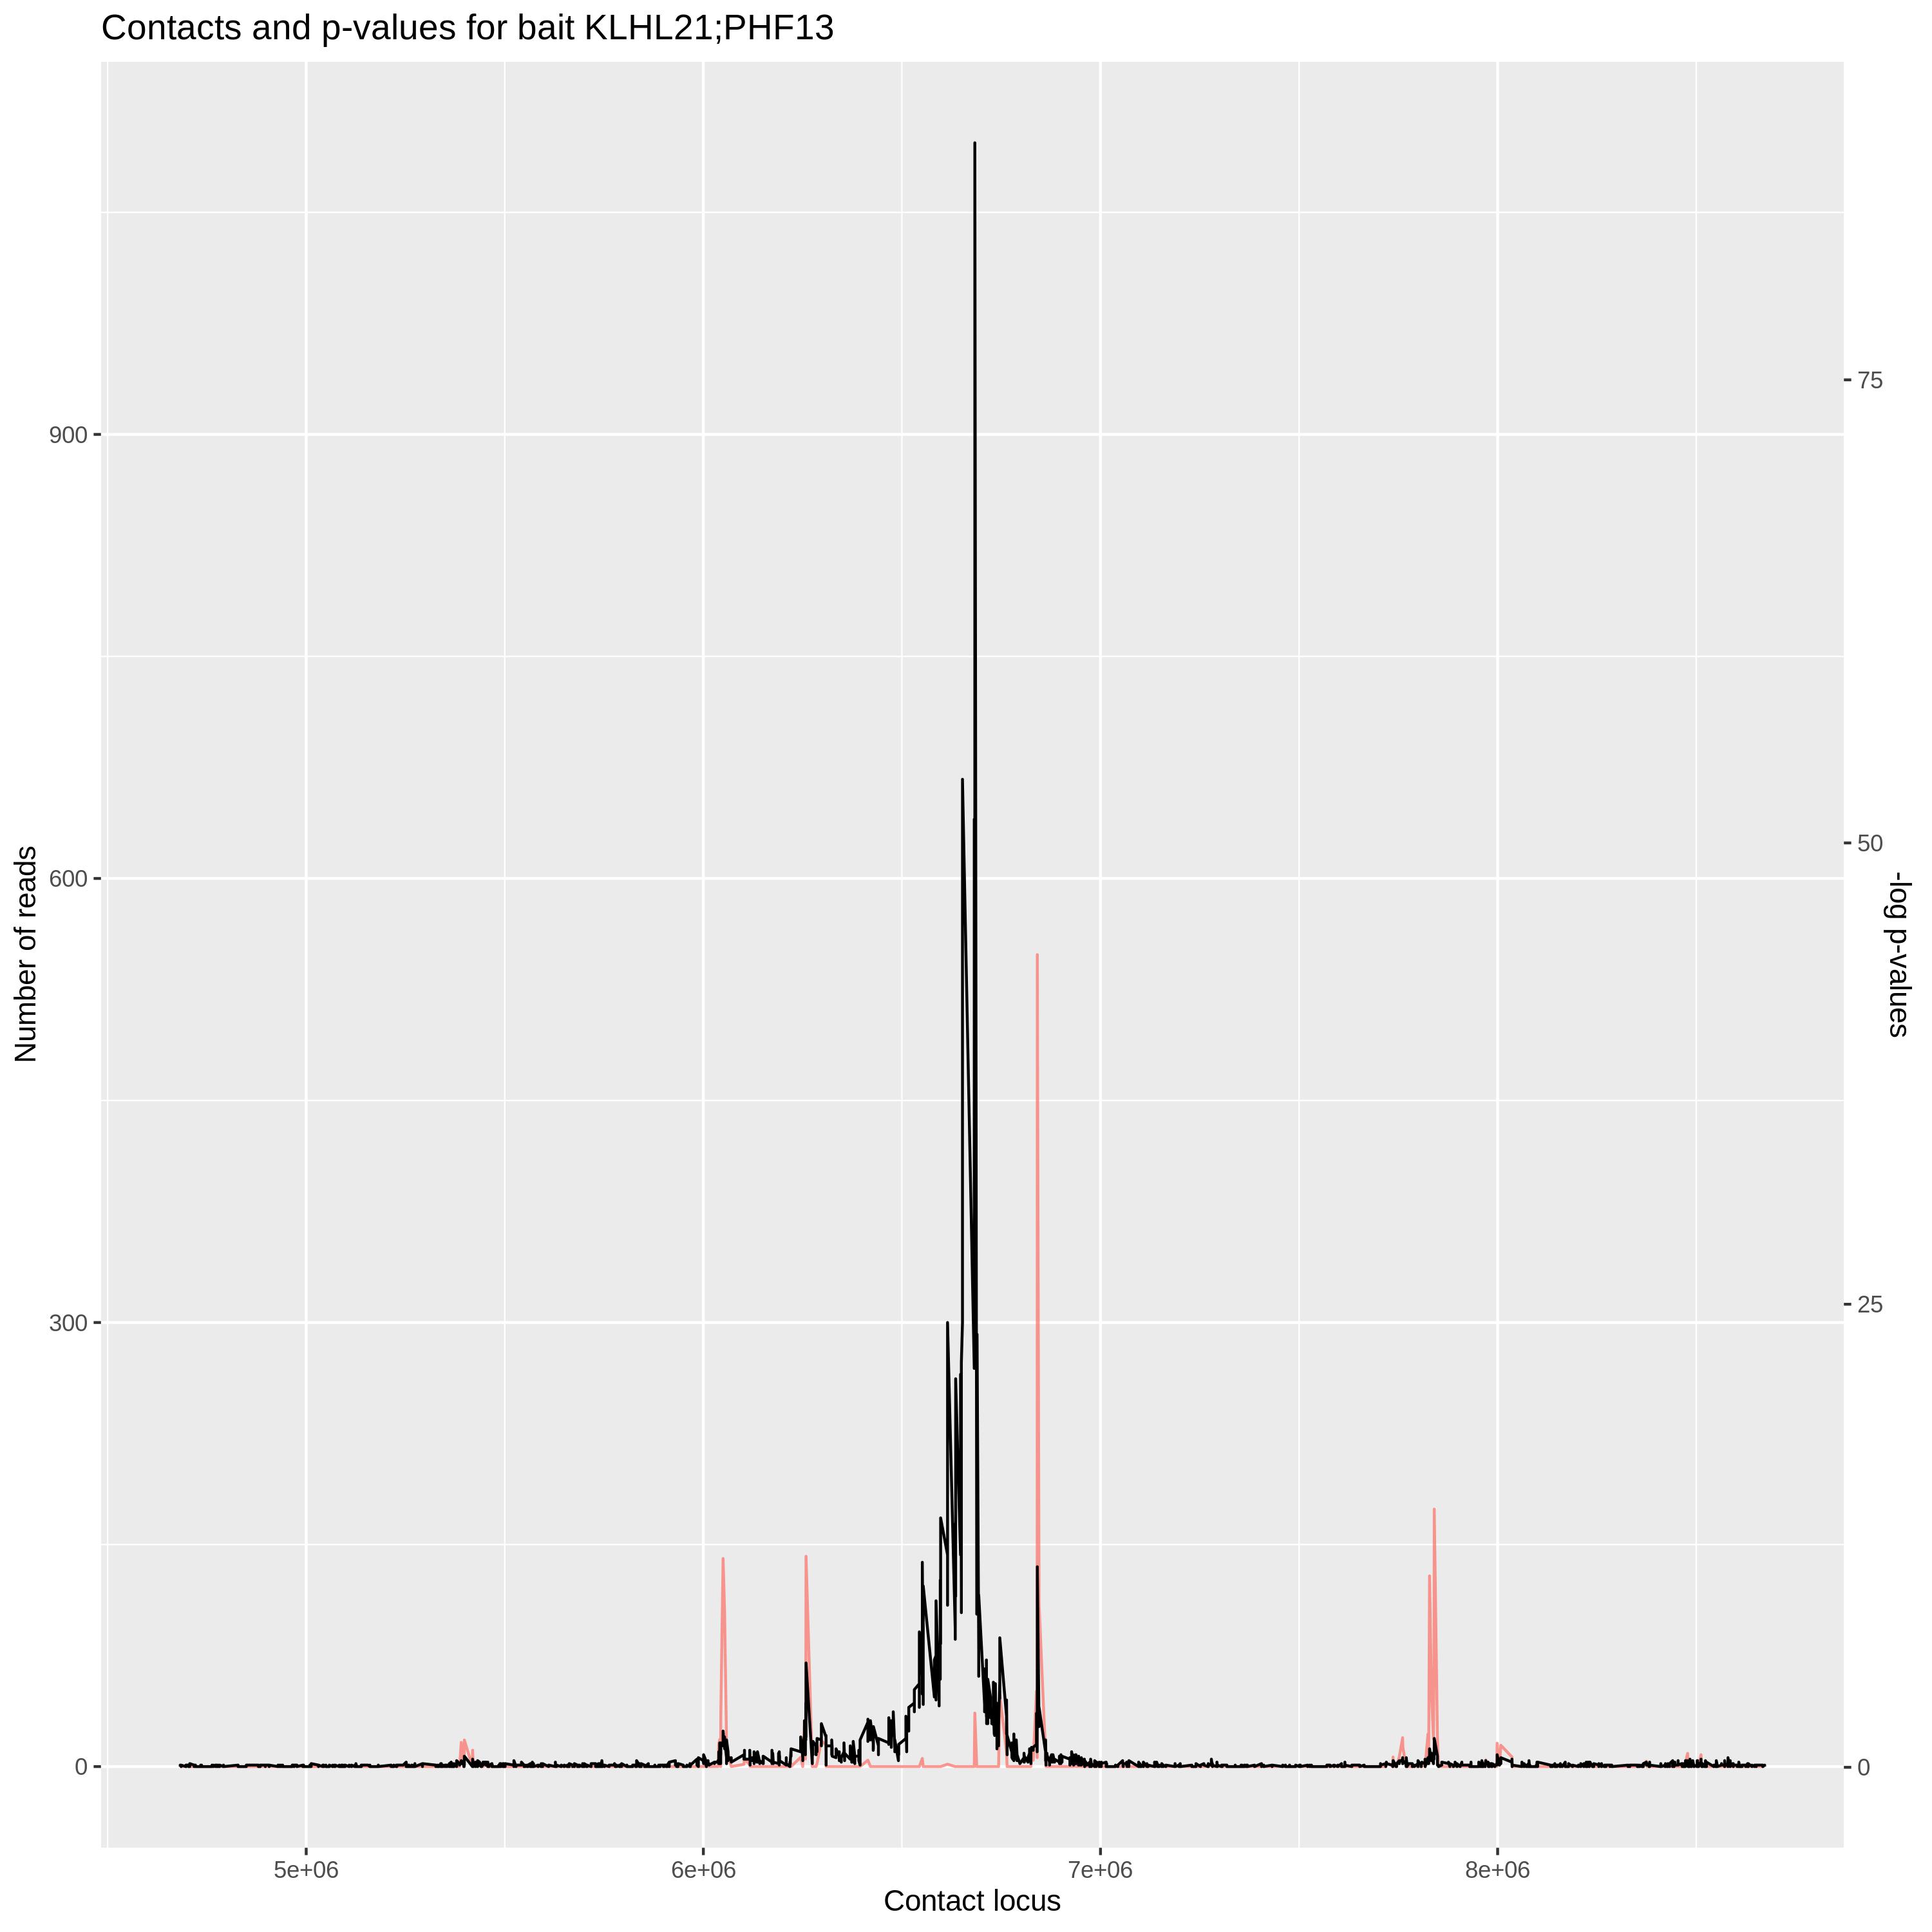 Contacts and p-values for bait KLHL21;PHF13
Number of reads
900
600
300
0
75
50
25
0
-log p-values
5e+06
6e+06
7e+06
8e+06
Contact locus